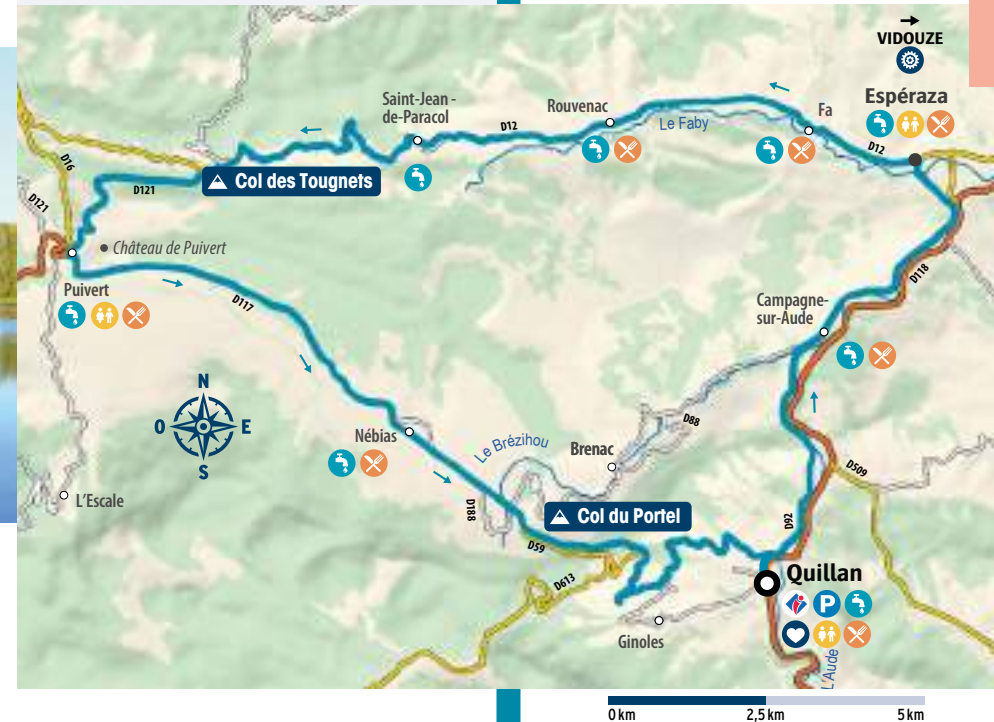 VIDOUZE
Espéraza
Saint-Jean -
de-Paracol
Rouvenac
Fa
D12
Le Faby
D12
D16
D121
Col des Tougnets
D121
Château de Puivert
Puivert
D117
D118
Campagne-
sur-Aude
N
O
E
S
Nébias
Le Brézihou
Brenac
D88
L'Escale
D188
Col du Portel
D509
D92
D59
D613
Quillan
P
Ginoles
L'Aude
0 km
2,5 km
5 km